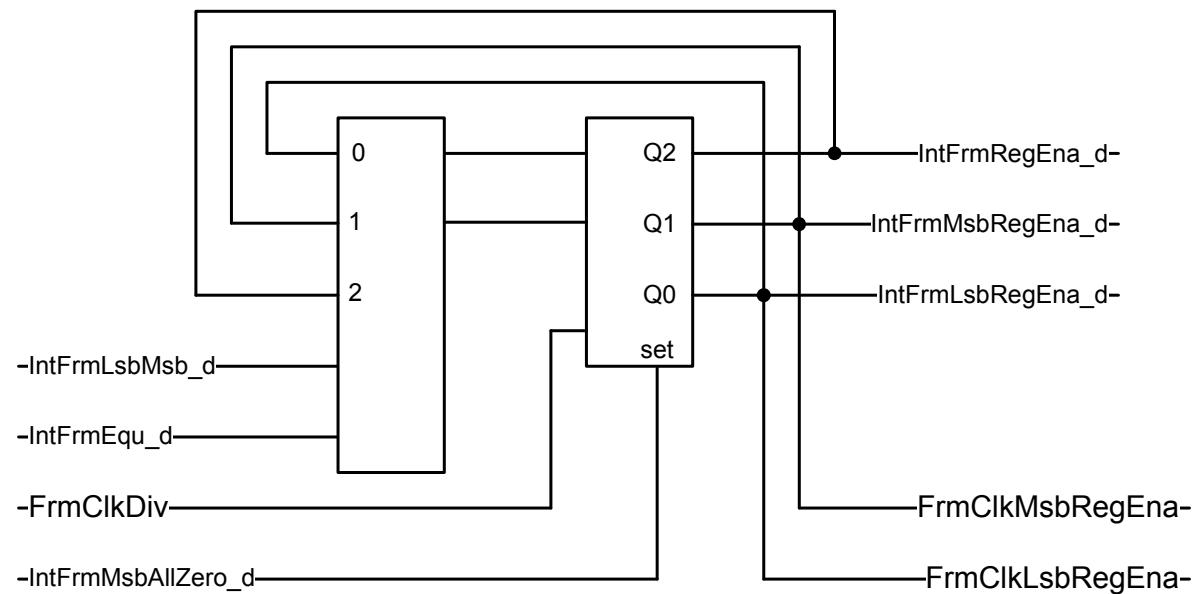 0 Q2 IntFrmRegEna_d
1 Q1 IntFrmMsbRegEna_d
2 Q0 IntFrmLsbRegEna_d
set
IntFrmLsbMsb_d
IntFrmEqu_d
FrmClkDiv FrmClkMsbRegEna
IntFrmMsbAllZero_d FrmClkLsbRegEna